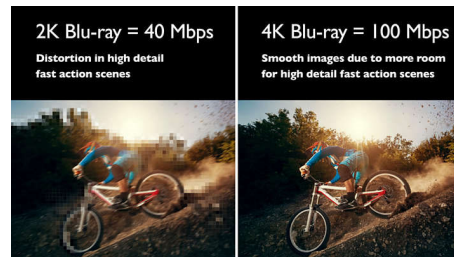 2K Blu-ray = 40 Mbps
Distortion in high detail
fast action scenes
4K Blu-ray = 100 Mbps
Smooth images due to more room
for high detail fast action scenes